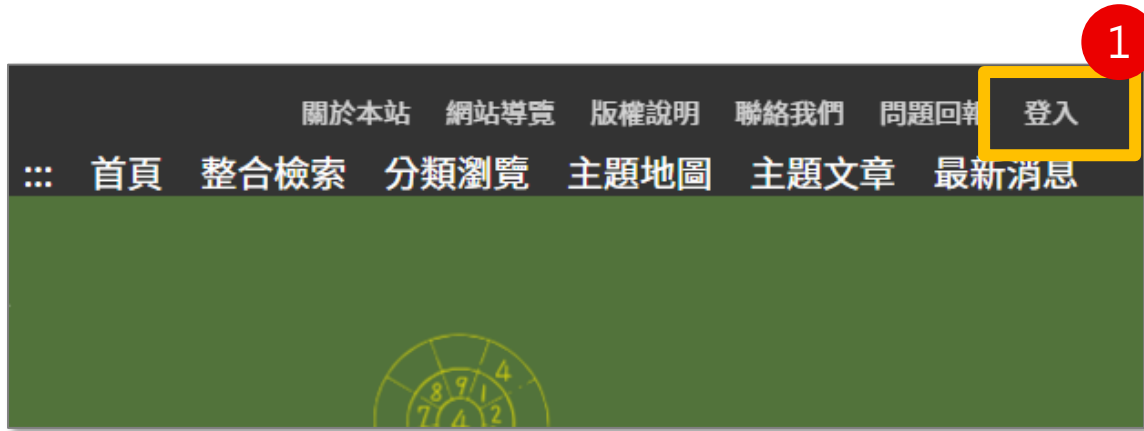 1
關於本站 網站導覽 版權說明 聯絡我們 問題回報 登入
::: 首頁 整合檢索 分類瀏覽 主題地圖 主題文章 最新消息
4
8 9 1
7 4 2